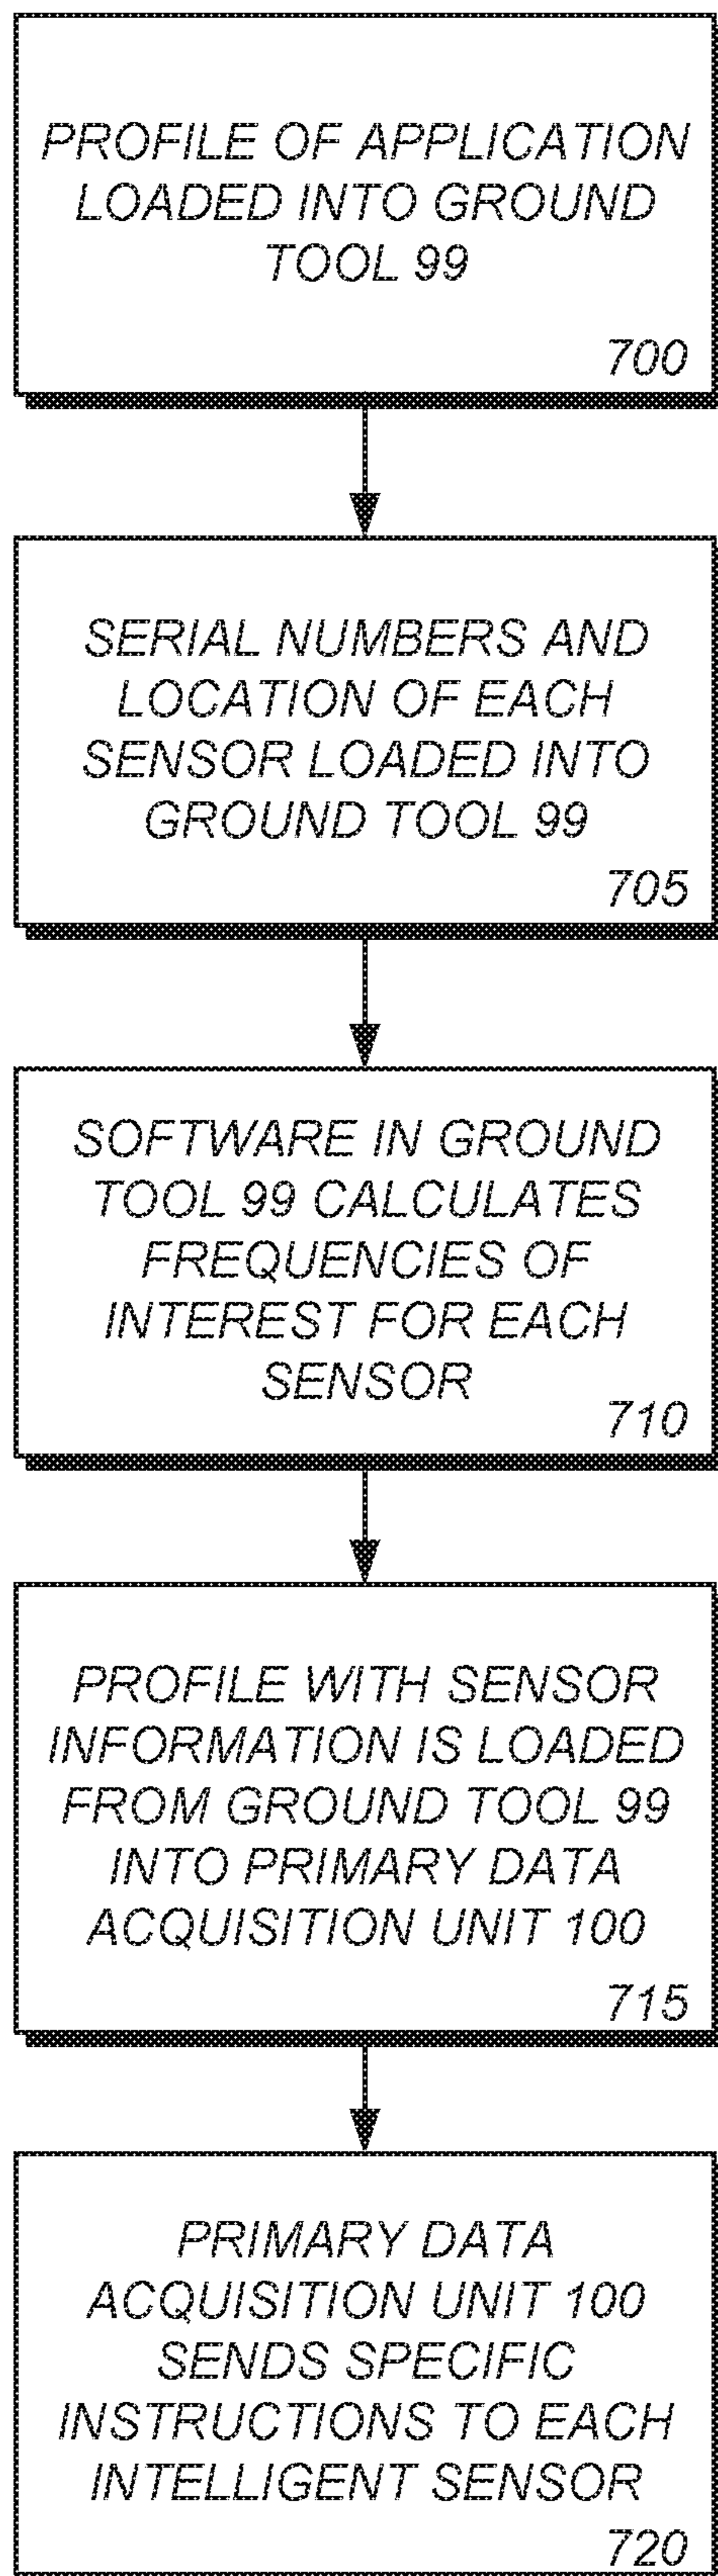 PROFILE OF APPLICATION
LOADED INTO GROUND
TOOL 99
700
SERIAL NUMBERS AND
LOCATION OF EACH
SENSOR LOADED INTO
GROUND TOOL 99
705
SOFTWARE IN GROUND
TOOL 99 CALCULATES
FREQUENCIES OF
INTEREST FOR EACH
SENSOR
710
PROFILE WITH SENSOR
INFORMATION IS LOADED
FROM GROUND TOOL 99
INTO PRIMARY DATA
ACQUISITION UNIT 100
715
PRIMARY DATA
ACQUISITION UNIT 100
SENDS SPECIFIC
INSTRUCTIONS TO EACH
INTELLIGENT SENSOR
720